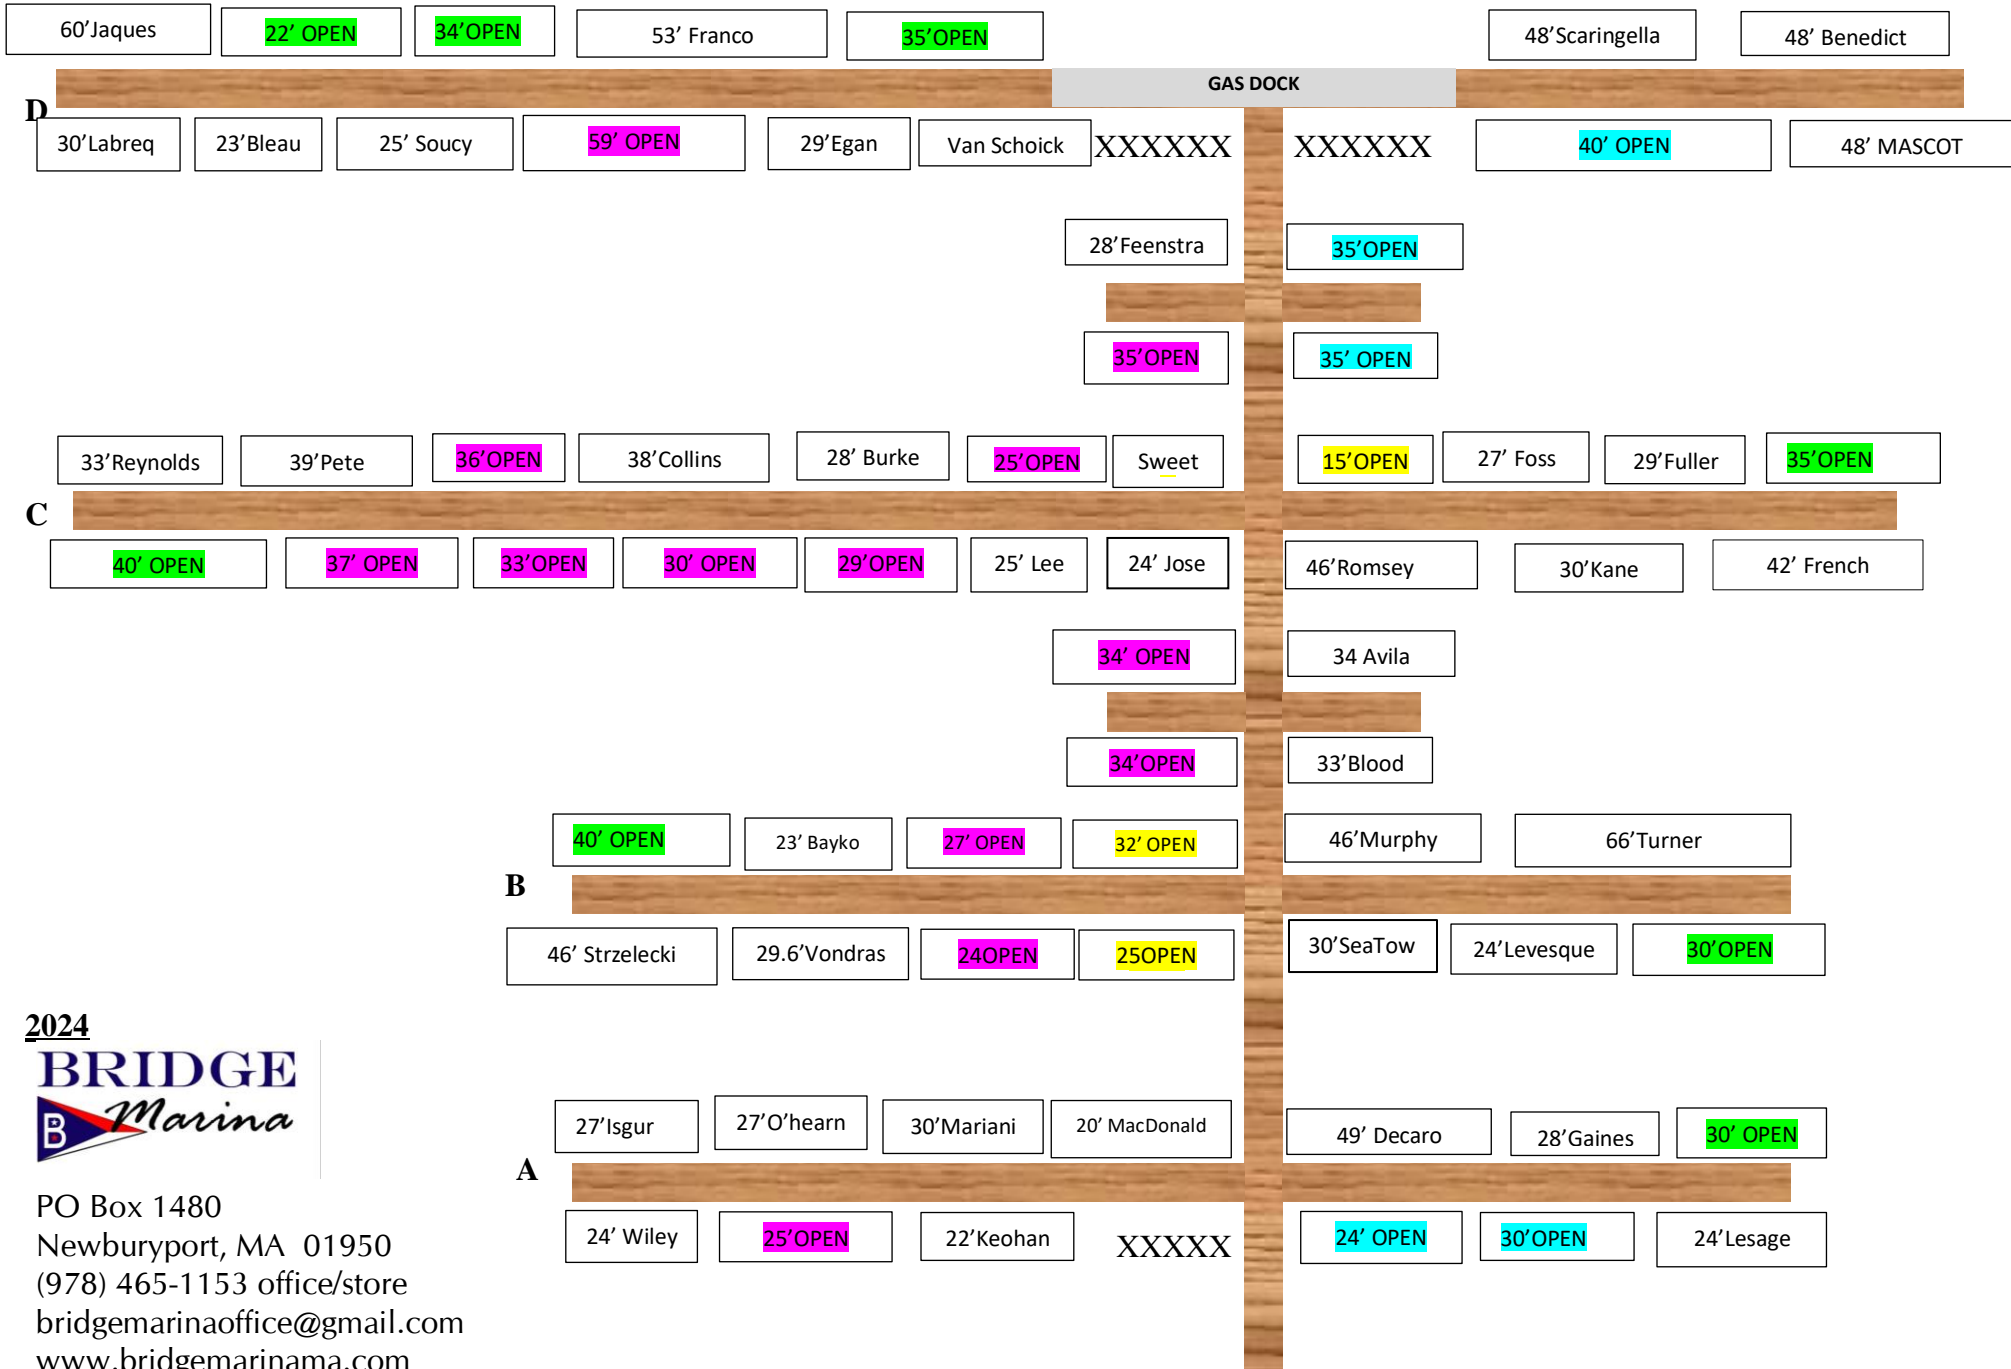 60’Jaques 22’ OPEN 34’OPEN 53’ Franco 35’OPEN 48’Scaringella 48’ Benedict
GAS DOCK
D
30’Labreq 23’Bleau 25’ Soucy 59’ OPEN 29’Egan Van Schoick XXXXXX XXXXXX 40’ OPEN 48’ MASCOT
28’Feenstra 35’OPEN
35’OPEN 35’ OPEN
33’Reynolds 39’Pete 36’OPEN 38’Collins 28’ Burke 25’OPEN Sweet 15’OPEN 27’ Foss 29’Fuller 35’OPEN
C
40’ OPEN 37’ OPEN 33’OPEN 30’ OPEN 29’OPEN 25’ Lee 24’ Jose 46’Romsey 30’Kane 42’ French
34’ OPEN 34 Avila
34’OPEN 33’Blood
40’ OPEN 23’ Bayko 27’ OPEN 32’ OPEN 46’Murphy 66’Turner
B
46’ Strzelecki 29.6’Vondras 24OPEN 25OPEN 30’SeaTow 24’Levesque 30’OPEN
2024
BRIDGE
B Marina
27’Isgur 27’O’hearn 30’Mariani 20’ MacDonald 49’ Decaro 28’Gaines 30’ OPEN
A
24’ Wiley 25’OPEN 22’Keohan XXXXX 24’ OPEN 30’OPEN 24’Lesage
PO Box 1480
Newburyport, MA 01950
(978) 465-1153 office/store
bridgemarinaoffice@gmail.com
www.bridgemarinama.com